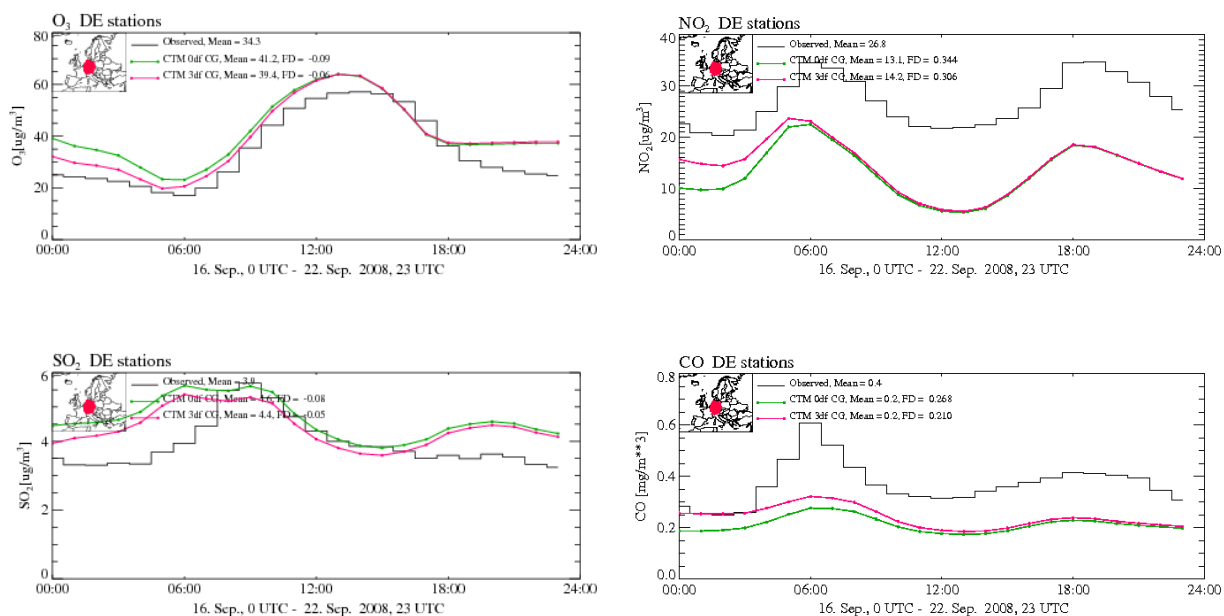 O3 DE stations
Observed, Mean = 34.3
CTM 0df CG, Mean = 41.2, FD = -0.09
CTM 3df CG, Mean = 39.4, FD = -0.06
80
60
40
20
0
O3[ug/m3]
00:00 06:00 12:00 18:00 24:00
16. Sep., 0 UTC - 22. Sep. 2008, 23 UTC
NO2 DE stations
Observed, Mean = 26.8
CTM 0df CG, Mean = 13.1, FD = 0.344
CTM 3df CG, Mean = 14.2, FD = 0.306
40
30
20
10
0
NO2[ug/m3]
00:00 06:00 12:00 18:00 24:00
16. Sep., 0 UTC - 22. Sep. 2008, 23 UTC
SO2 DE stations
Observed, Mean = 3.9
CTM 0df CG, Mean = 4.6, FD = -0.08
CTM 3df CG, Mean = 4.4, FD = -0.05
6
4
2
0
SO2[ug/m3]
00:00 06:00 12:00 18:00 24:00
16. Sep., 0 UTC - 22. Sep. 2008, 23 UTC
CO DE stations
Observed, Mean = 0.4
CTM 0df CG, Mean = 0.2, FD = 0.268
CTM 3df CG, Mean = 0.2, FD = 0.210
0.8
0.6
0.4
0.2
0.0
CO [mg/m**3]
00:00 06:00 12:00 18:00 24:00
16. Sep., 0 UTC - 22. Sep. 2008, 23 UTC